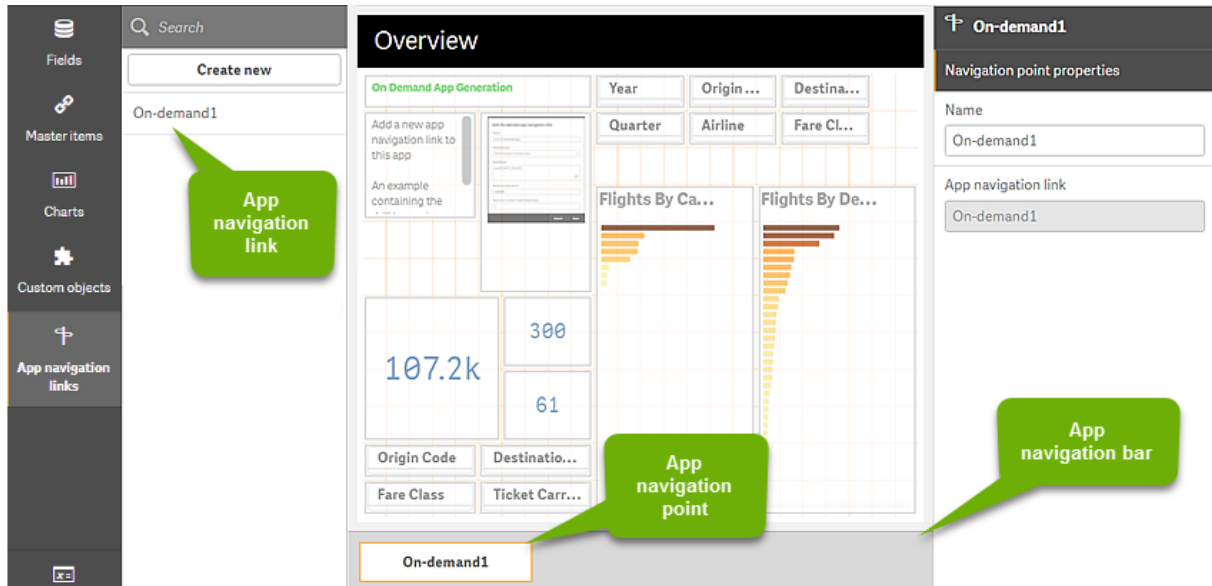 Fields
Master items
Charts
Custom objects
App navigation
links
Search
Create new
On-demand1
App
navigation
link
Overview
On Demand App Generation
Add a new app
navigation link to
this app
An example
containing the
Year
Origin ...
Destina...
Quarter
Airline
Fare Cl...
Flights By Ca...
Flights By De...
107.2k
300
61
Origin Code
Destinatio...
Fare Class
Ticket Carr...
App
navigation
point
On-demand1
App
navigation bar
On-demand1
Navigation point properties
Name
On-demand1
App navigation link
On-demand1
x=